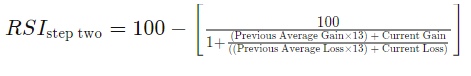 RSI_step two = 100 − [ 100 / ( 1+ (Previous Average Gain×13) + Current Gain / ((Previous Average Loss×13) + Current Loss) ) ]